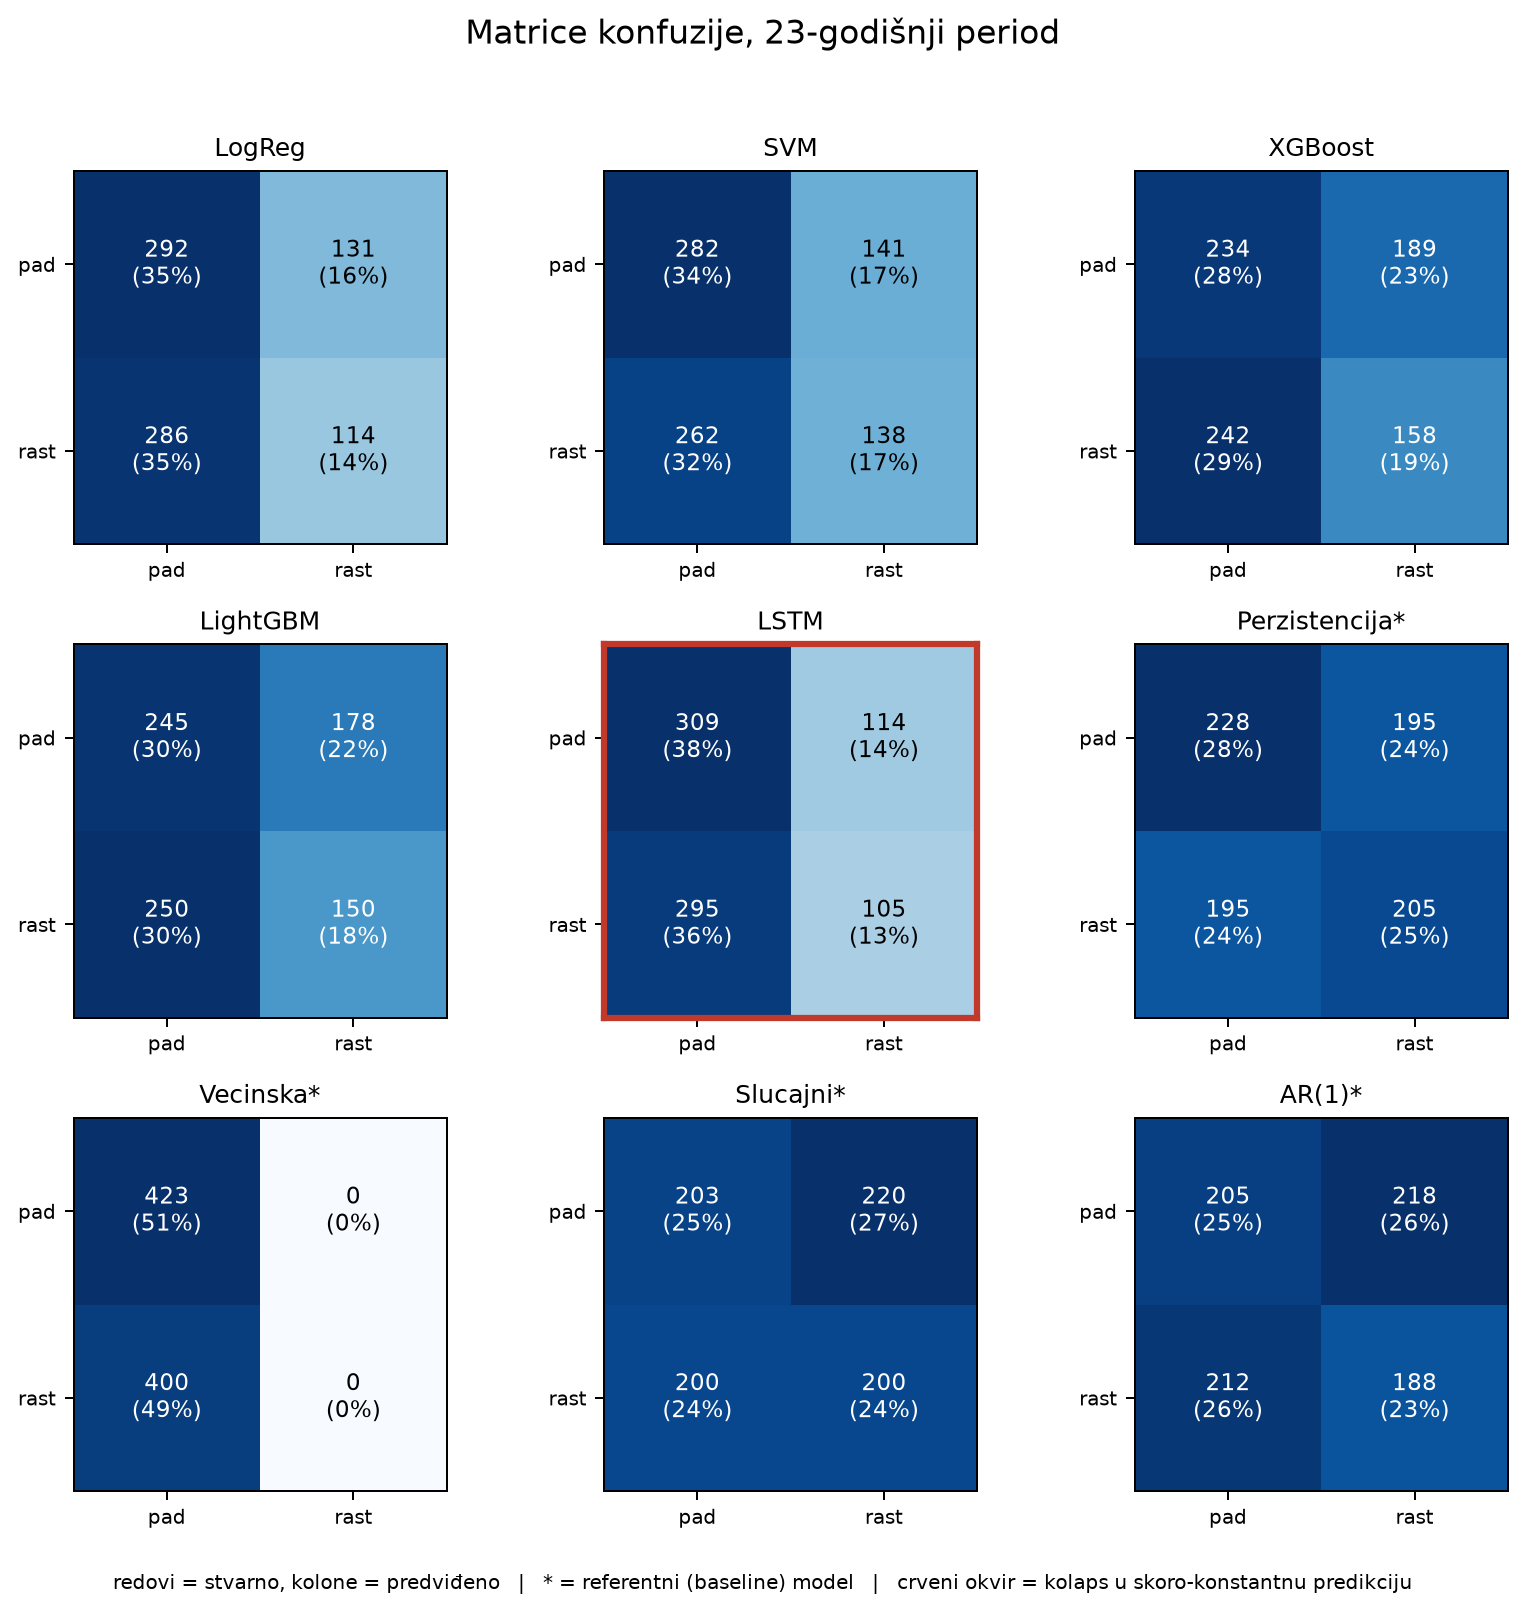 Matrice konfuzije, 23-godišnji period
LogReg
SVM
XGBoost
pad
292
(35%)
131
(16%)
pad
282
(34%)
141
(17%)
pad
234
(28%)
189
(23%)
rast
286
(35%)
114
(14%)
rast
262
(32%)
138
(17%)
rast
242
(29%)
158
(19%)
pad
rast
pad
rast
pad
rast
LightGBM
LSTM
Perzistencija*
pad
245
(30%)
178
(22%)
pad
309
(38%)
114
(14%)
pad
228
(28%)
195
(24%)
rast
250
(30%)
150
(18%)
rast
295
(36%)
105
(13%)
rast
195
(24%)
205
(25%)
pad
rast
pad
rast
pad
rast
Vecinska*
Slucajni*
AR(1)*
pad
423
(51%)
0
(0%)
pad
203
(25%)
220
(27%)
pad
205
(25%)
218
(26%)
rast
400
(49%)
0
(0%)
rast
200
(24%)
200
(24%)
rast
212
(26%)
188
(23%)
pad
rast
pad
rast
pad
rast
redovi = stvarno, kolone = predviđeno | * = referentni (baseline) model | crveni okvir = kolaps u skoro-konstantnu predikciju